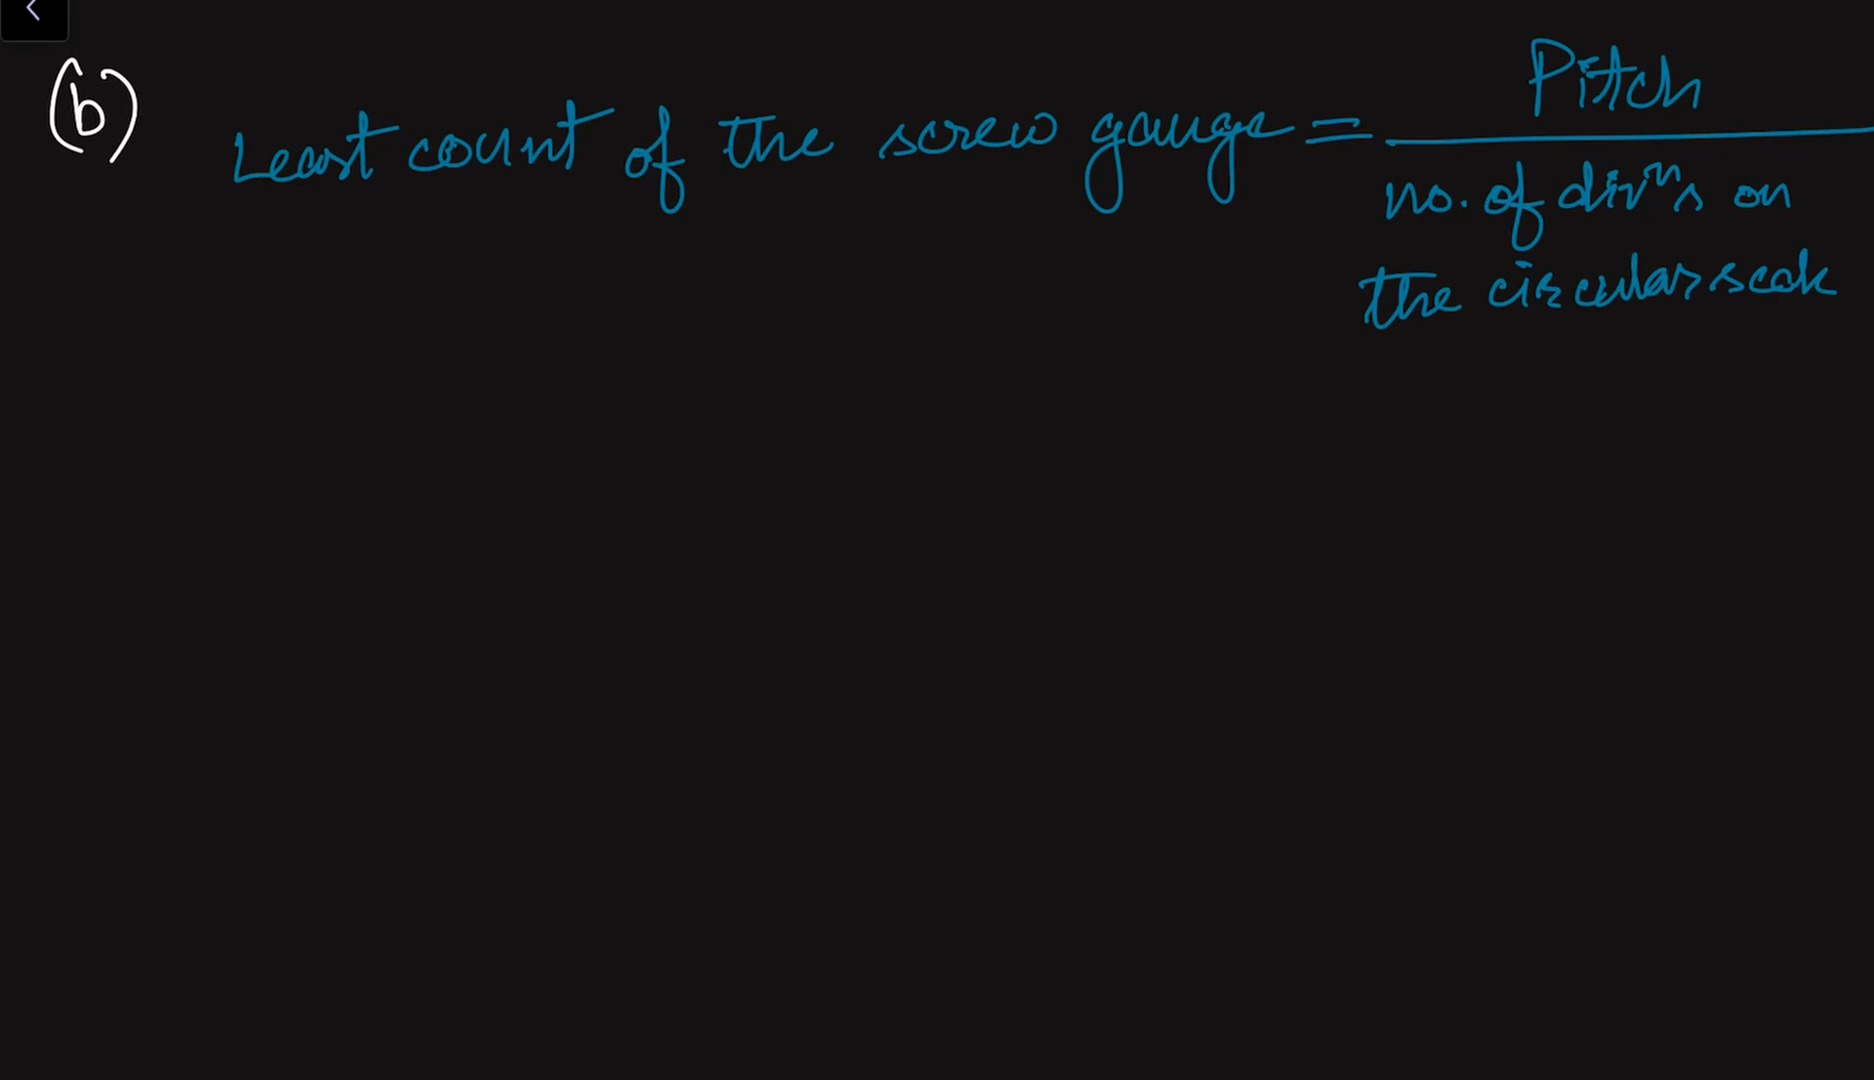 (b)
Least count of the screw gauge = Pitch
no. of divⁿs on
the circular scale